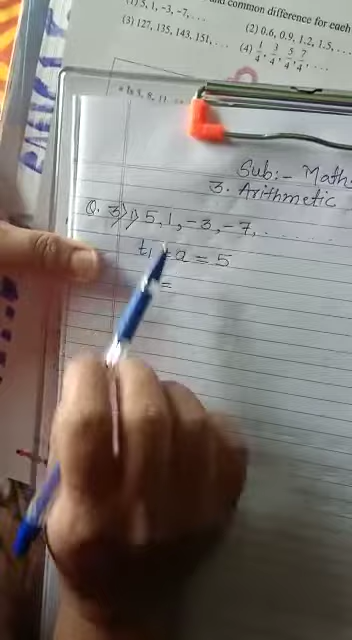 (1) 5, 1, -3, -7, . . .
and common difference for each
(2) 0.6, 0.9, 1.2, 1.5, . . .
(3) 127, 135, 143, 151, . . .
(4) 1/4, 3/4, 5/4, 7/4, . . .
Sub:- Math
3. Arithmetic
Q. 3) 1) 5, 1, -3, -7, . . . . . .
t₁ = a = 5
=